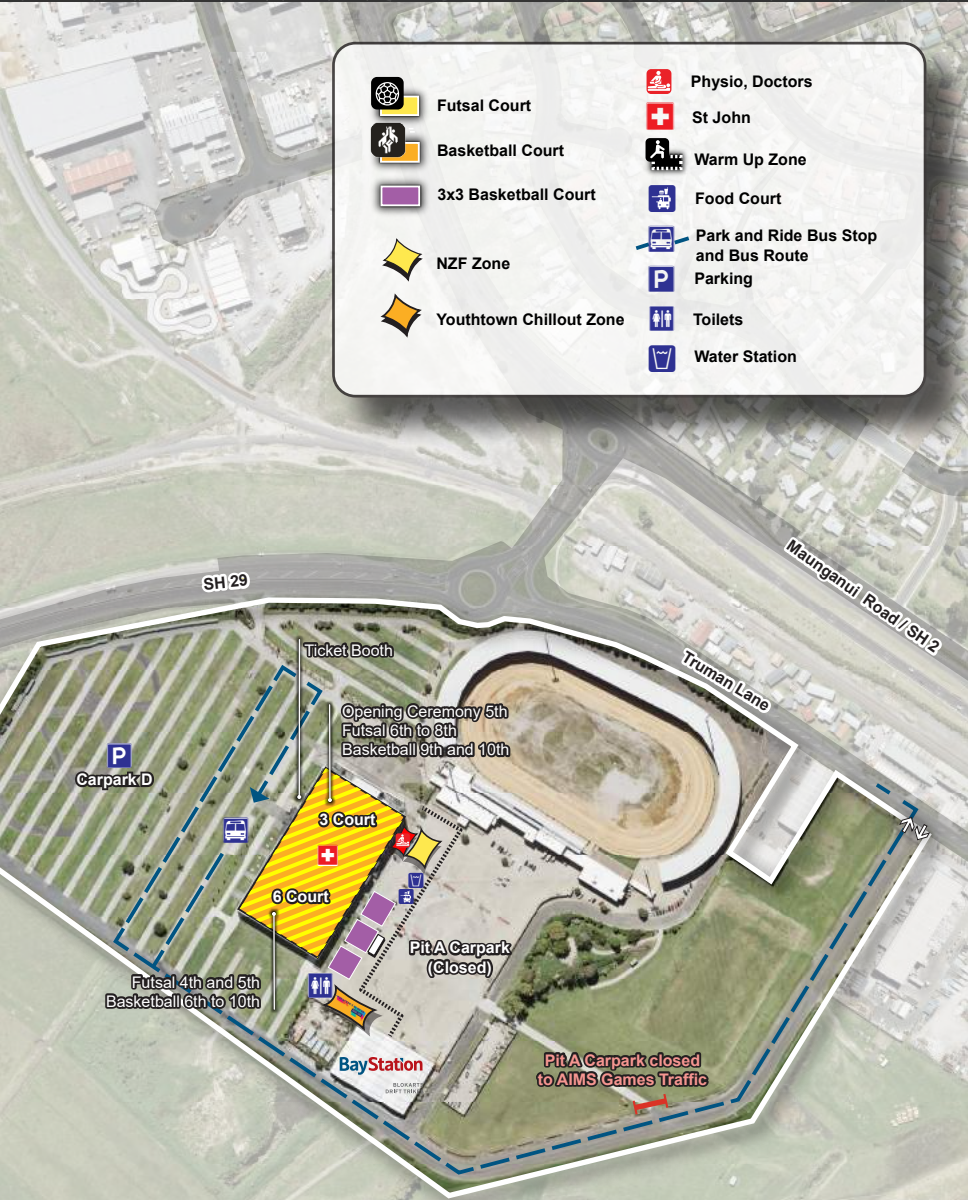 Futsal Court
Basketball Court
3x3 Basketball Court
NZF Zone
Youthtown Chillout Zone
Physio, Doctors
St John
Warm Up Zone
Food Court
Park and Ride Bus Stop
and Bus Route
P
Parking
Toilets
Water Station
SH 29
Maunganui Road / SH 2
Truman Lane
Ticket Booth
Opening Ceremony 5th
Futsal 6th to 8th
Basketball 9th and 10th
P
Carpark D
3 Court
6 Court
Pit A Carpark
(Closed)
Futsal 4th and 5th
Basketball 6th to 10th
BayStation
BLOKARTS
DRIFT TRIKES
Pit A Carpark closed
to AIMS Games Traffic